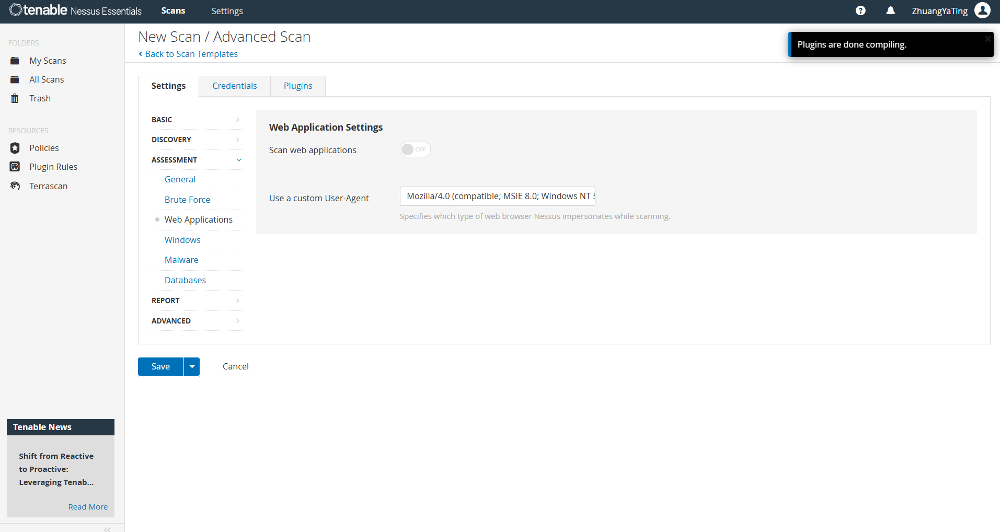 tenable Nessus Essentials
Scans
Settings
ZhuangYaTing
FOLDERS
My Scans
All Scans
Trash
RESOURCES
Policies
Plugin Rules
Terrascan
Tenable News
Shift from Reactive
to Proactive:
Leveraging Tenab...
Read More
New Scan / Advanced Scan
Back to Scan Templates
Plugins are done compiling.
Settings
Credentials
Plugins
BASIC
DISCOVERY
ASSESSMENT
General
Brute Force
Web Applications
Windows
Malware
Databases
REPORT
ADVANCED
Web Application Settings
Scan web applications
OFF
Use a custom User-Agent
Mozilla/4.0 (compatible; MSIE 8.0; Windows NT
Specifies which type of web browser Nessus impersonates while scanning.
Save
Cancel